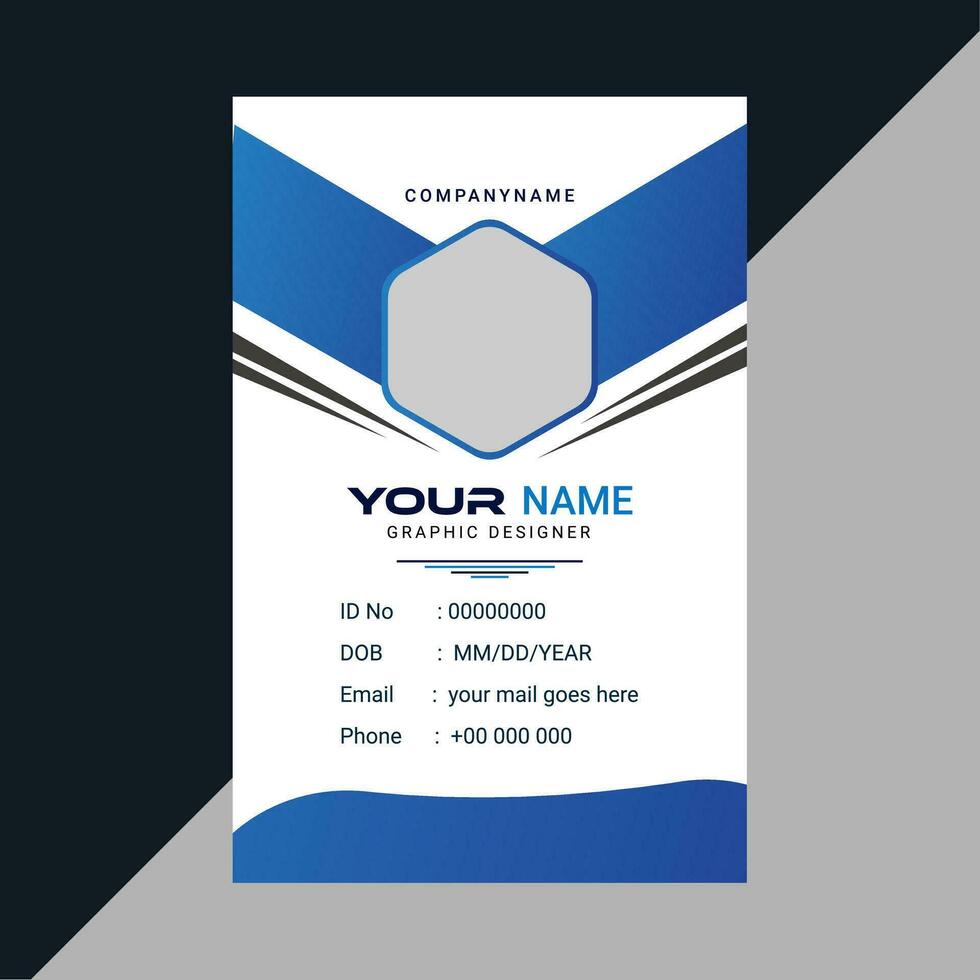 COMPANYNAME
YOUR NAME
GRAPHIC DESIGNER
ID No : 00000000
DOB : MM/DD/YEAR
Email : your mail goes here
Phone : +00 000 000